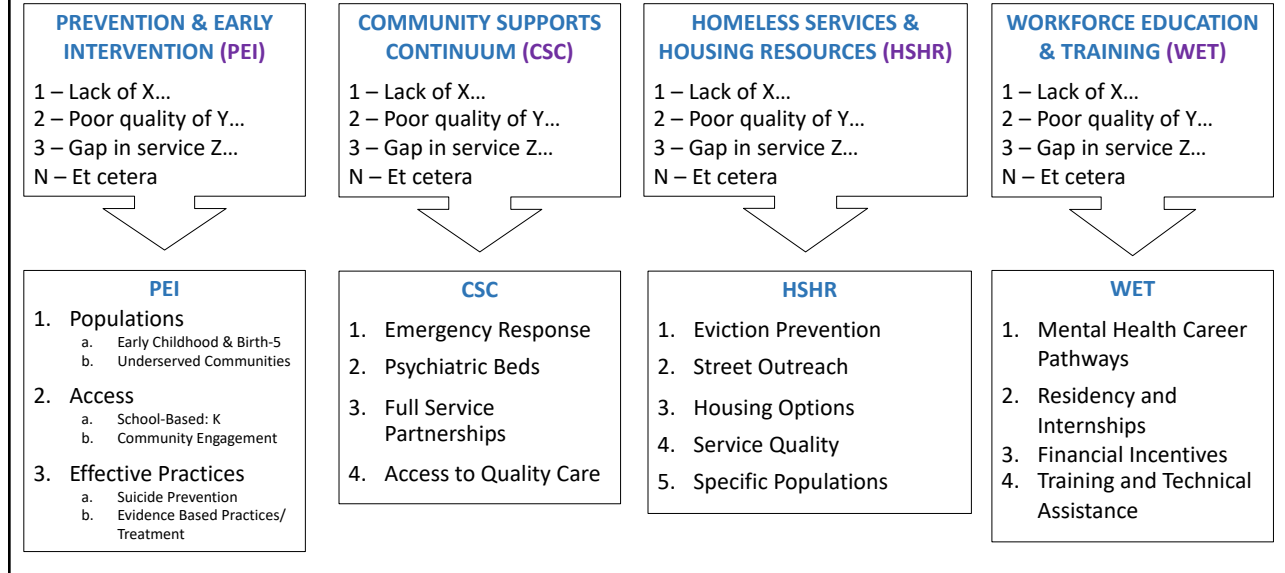 PREVENTION & EARLY
INTERVENTION (PEI)
1 – Lack of X...
2 – Poor quality of Y...
3 – Gap in service Z...
N – Et cetera
COMMUNITY SUPPORTS
CONTINUUM (CSC)
1 – Lack of X...
2 – Poor quality of Y...
3 – Gap in service Z...
N – Et cetera
HOMELESS SERVICES &
HOUSING RESOURCES (HSHR)
1 – Lack of X...
2 – Poor quality of Y...
3 – Gap in service Z...
N – Et cetera
WORKFORCE EDUCATION
& TRAINING (WET)
1 – Lack of X...
2 – Poor quality of Y...
3 – Gap in service Z...
N – Et cetera
PEI
1. Populations
a. Early Childhood & Birth-5
b. Underserved Communities
2. Access
a. School-Based: K
b. Community Engagement
3. Effective Practices
a. Suicide Prevention
b. Evidence Based Practices/
Treatment
CSC
1. Emergency Response
2. Psychiatric Beds
3. Full Service
Partnerships
4. Access to Quality Care
HSHR
1. Eviction Prevention
2. Street Outreach
3. Housing Options
4. Service Quality
5. Specific Populations
WET
1. Mental Health Career
Pathways
2. Residency and
Internships
3. Financial Incentives
4. Training and Technical
Assistance